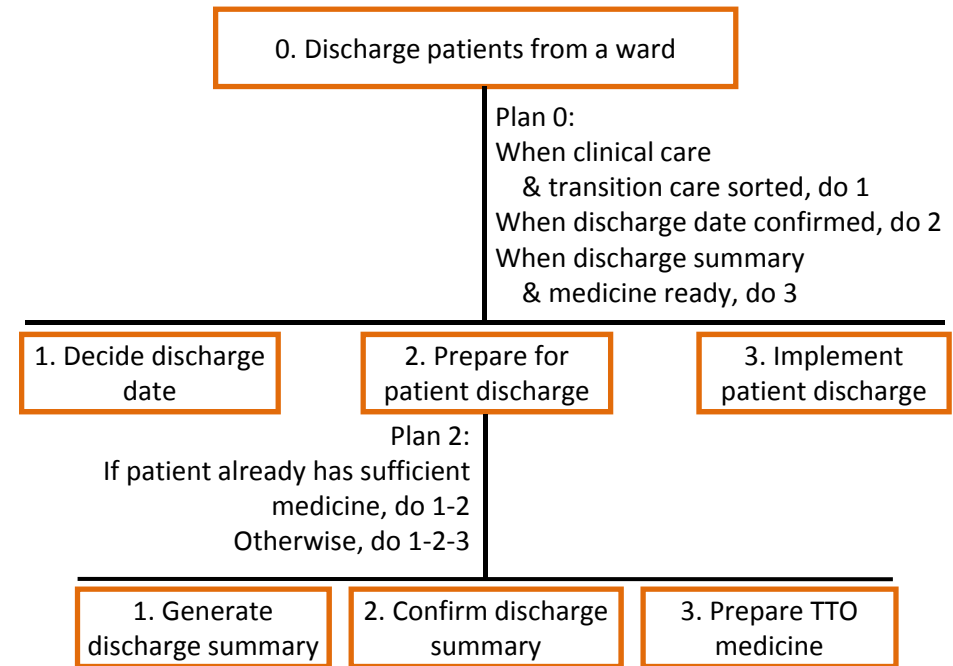 0. Discharge patients from a ward
Plan 0:
When clinical care
& transition care sorted, do 1
When discharge date confirmed, do 2
When discharge summary
& medicine ready, do 3
1. Decide discharge
date
2. Prepare for
patient discharge
3. Implement
patient discharge
Plan 2:
If patient already has sufficient
medicine, do 1-2
Otherwise, do 1-2-3
1. Generate
discharge summary
2. Confirm discharge
summary
3. Prepare TTO
medicine